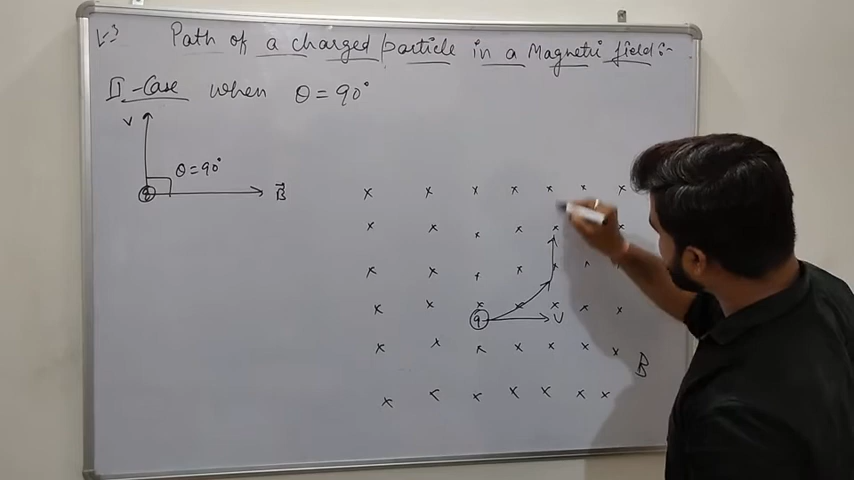 Path of a charged particle in a Magnetic field :-
II - Case when θ = 90°
V
θ = 90°
q
B⃗
x x x x x x x
x x x x x x x
x x x x x
x x x x x x x
q V
x x x x x x x
B
x x x x x x x